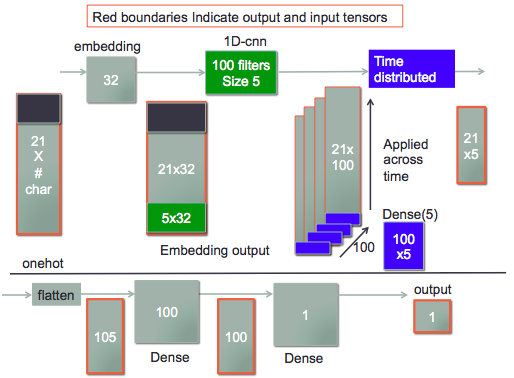 Red boundaries Indicate output and input tensors
embedding
1D-cnn
32
100 filters
Size 5
Time
distributed
21
X
#
char
21x32
5x32
21x
100
Applied
across
time
21
x5
Embedding output
100
Dense(5)
100
x5
onehot
flatten
105
100
Dense
100
1
Dense
output
1